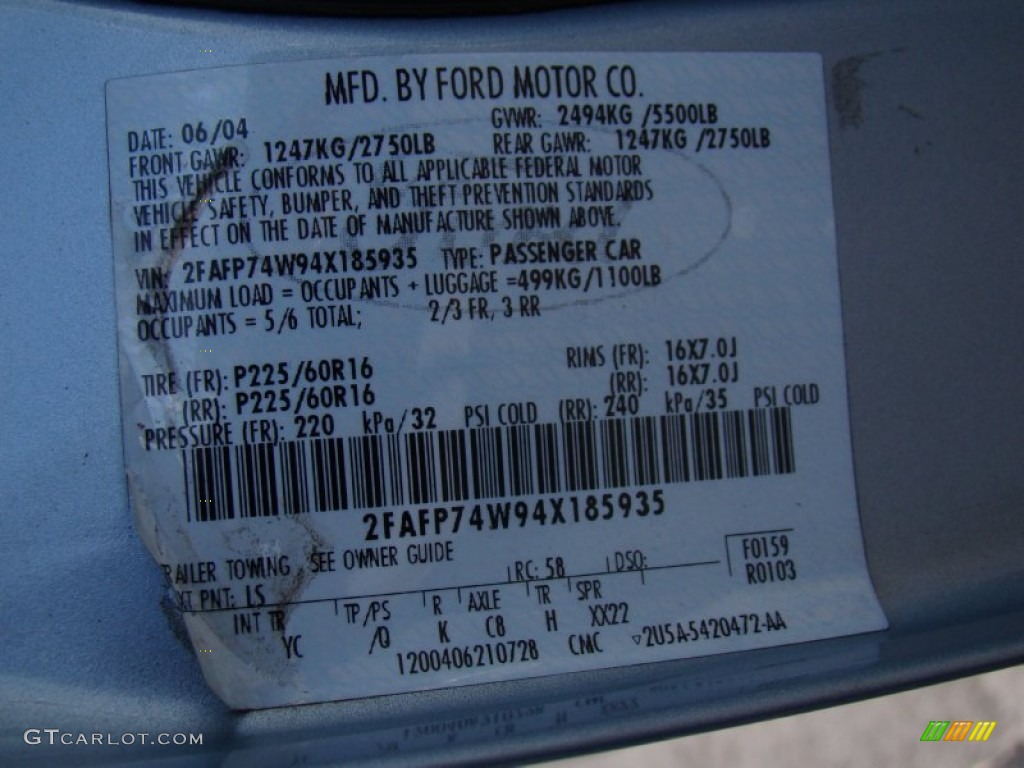 MFD. BY FORD MOTOR CO.
DATE: 06/04 GVWR: 2494KG /5500LB
FRONT GAWR: 1247KG/2750LB REAR GAWR: 1247KG /2750LB
THIS VEHICLE CONFORMS TO ALL APPLICABLE FEDERAL MOTOR
VEHICLE SAFETY, BUMPER, AND THEFT PREVENTION STANDARDS
IN EFFECT ON THE DATE OF MANUFACTURE SHOWN ABOVE.
VIN: 2FAFP74W94X185935 TYPE: PASSENGER CAR
MAXIMUM LOAD = OCCUPANTS + LUGGAGE =499KG/1100LB
OCCUPANTS = 5/6 TOTAL; 2/3 FR, 3 RR
TIRE (FR): P225/60R16 RIMS (FR): 16X7.0J
(RR): P225/60R16 (RR): 16X7.0J
PRESSURE (FR): 220 kPa/32 PSI COLD (RR): 240 kPa/35 PSI COLD
2FAFP74W94X185935
RAILER TOWING, SEE OWNER GUIDE
XT PNT: LS RC: 58 DSO: F0159
R0103
INT TR TP/PS R AXLE TR SPR
YC /Q K C8 H XX22
1200406210728 CMC ▿2U5A-5420472-AA
GTCARLOT.COM